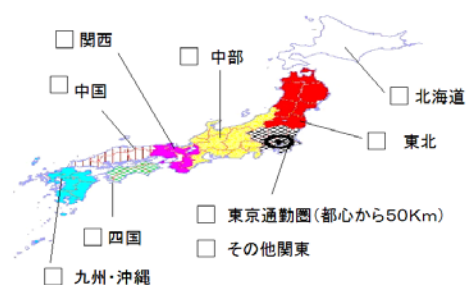 □ 関西
□ 中部
□ 中国
□ 北海道
□ 東北
□ 東京通勤圏(都心から50Km)
□ 四国
□ その他関東
□ 九州・沖縄